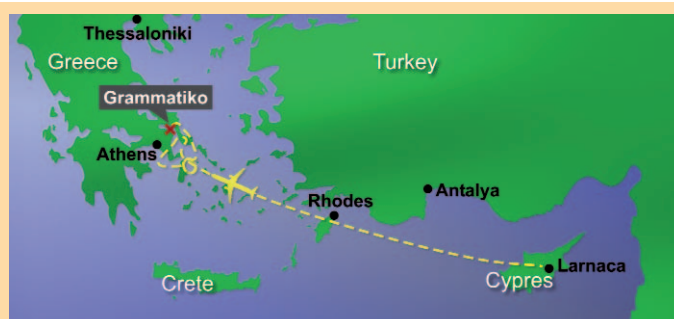 Thessaloniki
Greece
Turkey
Grammatiko
Athens
Antalya
Rhodes
Larnaca
Crete
Cypres